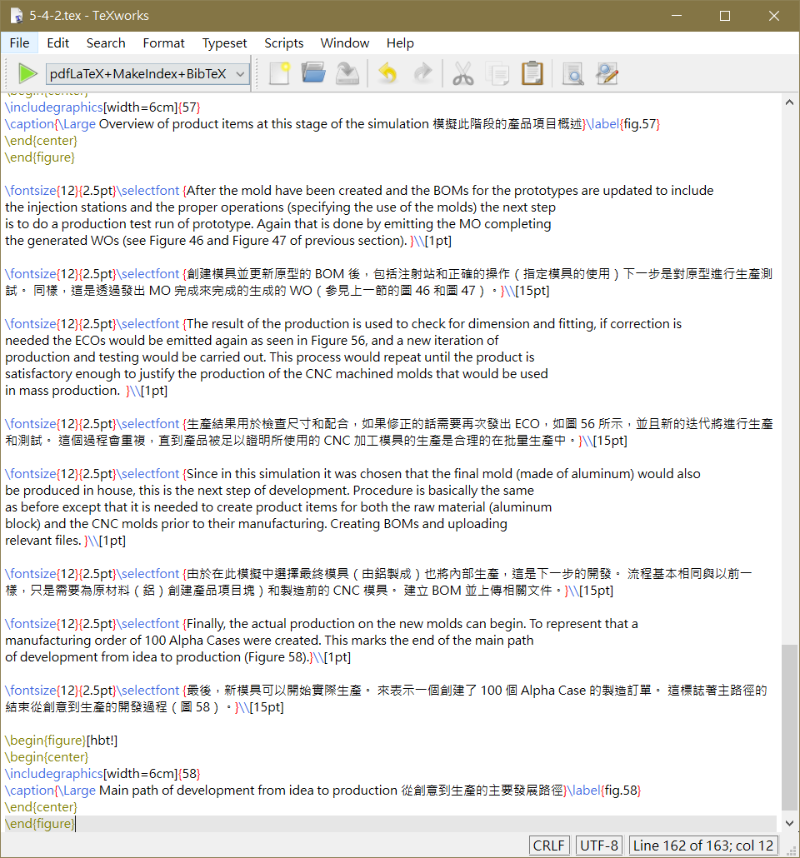 5-4-2.tex - TeXworks
File Edit Search Format Typeset Scripts Window Help
pdfLaTeX+MakeIndex+BibTeX
\begin{center}
\includegraphics[width=6cm]{57}
\caption{\Large Overview of product items at this stage of the simulation 模擬此階段的產品項目概述}\label{fig.57}
\end{center}
\end{figure}
\fontsize{12}{2.5pt}\selectfont {After the mold have been created and the BOMs for the prototypes are updated to include
the injection stations and the proper operations (specifying the use of the molds) the next step
is to do a production test run of prototype. Again that is done by emitting the MO completing
the generated WOs (see Figure 46 and Figure 47 of previous section). }\\[1pt]
\fontsize{12}{2.5pt}\selectfont {創建模具並更新原型的 BOM 後，包括注射站和正確的操作（指定模具的使用）下一步是對原型進行生產測
試。 同樣，這是透過發出 MO 完成來完成的生成的 WO（參見上一節的圖 46 和圖 47）。}\\[15pt]
\fontsize{12}{2.5pt}\selectfont {The result of the production is used to check for dimension and fitting, if correction is
needed the ECOs would be emitted again as seen in Figure 56, and a new iteration of
production and testing would be carried out. This process would repeat until the product is
satisfactory enough to justify the production of the CNC machined molds that would be used
in mass production.  }\\[1pt]
\fontsize{12}{2.5pt}\selectfont {生產結果用於檢查尺寸和配合，如果修正的話需要再次發出 ECO，如圖 56 所示，並且新的迭代將進行生產
和測試。 這個過程會重複，直到產品被足以證明所使用的 CNC 加工模具的生產是合理的在批量生產中。}\\[15pt]
\fontsize{12}{2.5pt}\selectfont {Since in this simulation it was chosen that the final mold (made of aluminum) would also
be produced in house, this is the next step of development. Procedure is basically the same
as before except that it is needed to create product items for both the raw material (aluminum
block) and the CNC molds prior to their manufacturing. Creating BOMs and uploading
relevant files. }\\[1pt]
\fontsize{12}{2.5pt}\selectfont {由於在此模擬中選擇最終模具（由鋁製成）也將內部生產，這是下一步的開發。 流程基本相同與以前一
樣，只是需要為原材料（鋁）創建產品項目塊）和製造前的 CNC 模具。 建立 BOM 並上傳相關文件。}\\[15pt]
\fontsize{12}{2.5pt}\selectfont {Finally, the actual production on the new molds can begin. To represent that a
manufacturing order of 100 Alpha Cases were created. This marks the end of the main path
of development from idea to production (Figure 58).}\\[1pt]
\fontsize{12}{2.5pt}\selectfont {最後，新模具可以開始實際生產。 來表示一個創建了 100 個 Alpha Case 的製造訂單。 這標誌著主路徑的
結束從創意到生產的開發過程（圖 58）。}\\[15pt]
\begin{figure}[hbt!]
\begin{center}
\includegraphics[width=6cm]{58}
\caption{\Large Main path of development from idea to production 從創意到生產的主要發展路徑}\label{fig.58}
\end{center}
\end{figure}
CRLF UTF-8 Line 162 of 163; col 12